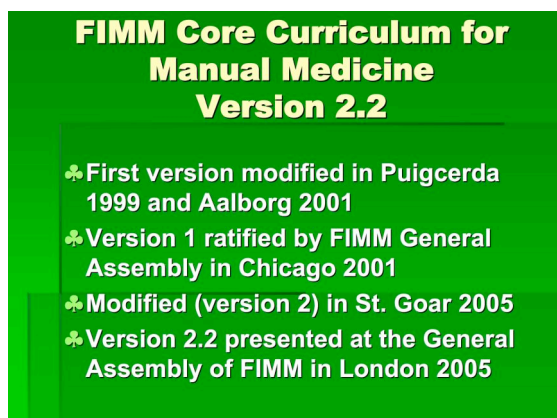 FIMM Core Curriculum for
Manual Medicine
Version 2.2
♣First version modified in Puigcerda
1999 and Aalborg 2001
♣Version 1 ratified by FIMM General
Assembly in Chicago 2001
♣Modified (version 2) in St. Goar 2005
♣Version 2.2 presented at the General
Assembly of FIMM in London 2005